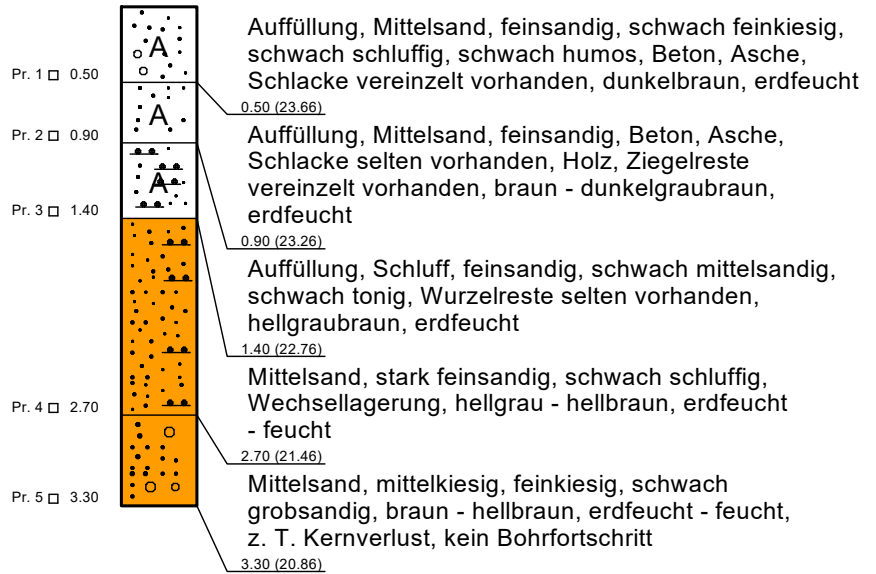 Auffüllung, Mittelsand, feinsandig, schwach feinkiesig,
schwach schluffig, schwach humos, Beton, Asche,
Schlacke vereinzelt vorhanden, dunkelbraun, erdfeucht
A
Pr. 1 0.50
0.50 (23.66)
A
Pr. 2 0.90
Auffüllung, Mittelsand, feinsandig, Beton, Asche,
Schlacke selten vorhanden, Holz, Ziegelreste
vereinzelt vorhanden, braun - dunkelgraubraun,
erdfeucht
A
Pr. 3 1.40
0.90 (23.26)
Auffüllung, Schluff, feinsandig, schwach mittelsandig,
schwach tonig, Wurzelreste selten vorhanden,
hellgraubraun, erdfeucht
1.40 (22.76)
Mittelsand, stark feinsandig, schwach schluffig,
Wechsellagerung, hellgrau - hellbraun, erdfeucht
- feucht
Pr. 4 2.70
2.70 (21.46)
Mittelsand, mittelkiesig, feinkiesig, schwach
grobsandig, braun - hellbraun, erdfeucht - feucht,
z. T. Kernverlust, kein Bohrfortschritt
Pr. 5 3.30
3.30 (20.86)